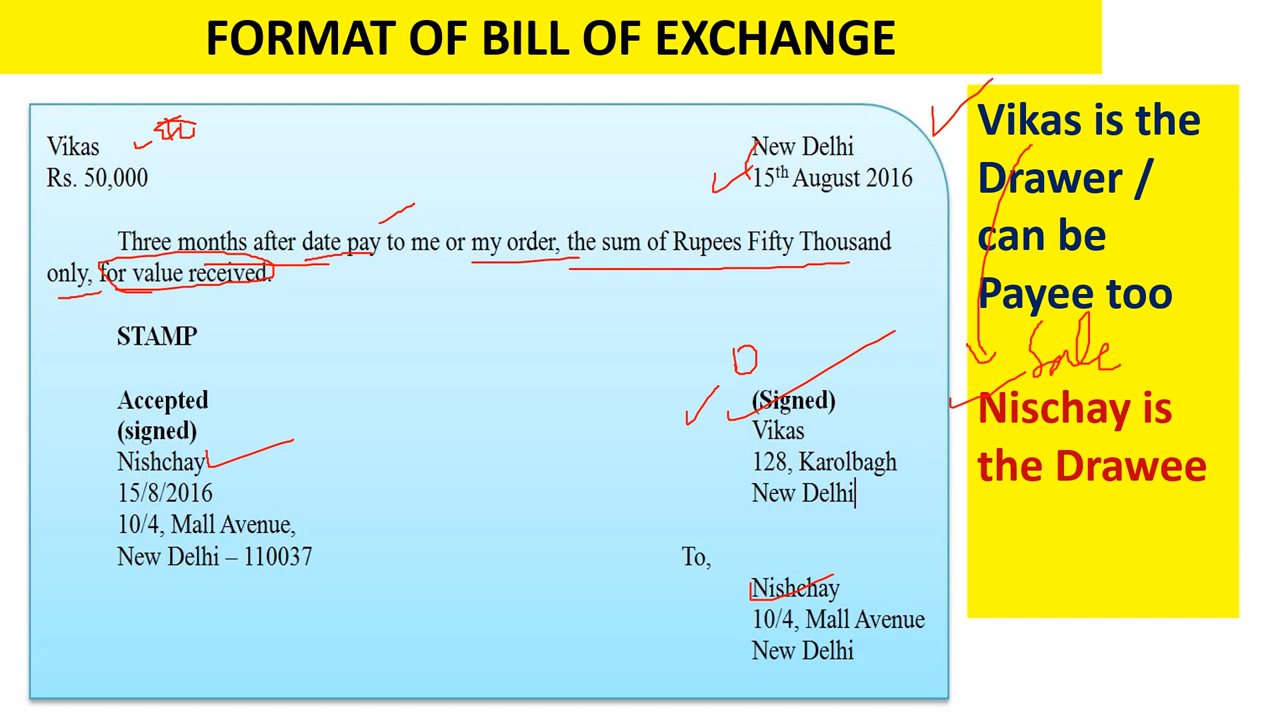 FORMAT OF BILL OF EXCHANGE
Vikas
Rs. 50,000
New Delhi
15th August 2016
Three months after date pay to me or my order, the sum of Rupees Fifty Thousand
only, for value received.
STAMP
Accepted
(signed)
Nishchay
15/8/2016
10/4, Mall Avenue,
New Delhi – 110037
D
(Signed)
Vikas
128, Karolbagh
New Delhi
To,
Nishchay
10/4, Mall Avenue
New Delhi
Vikas is the
Drawer /
can be
Payee too
Sale
Nischay is
the Drawee